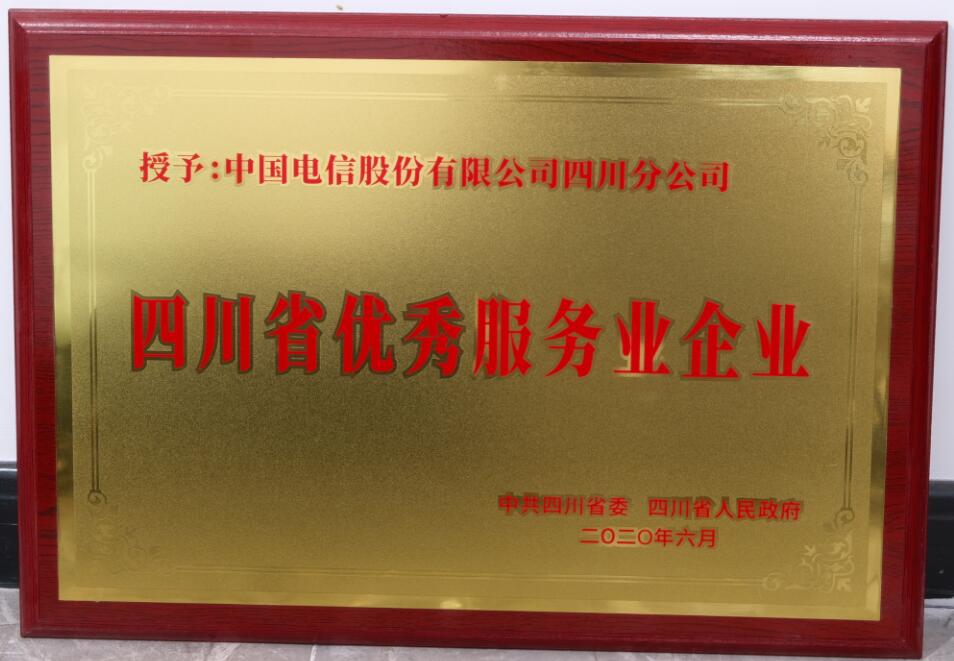 授予:中国电信股份有限公司四川分公司
四川省优秀服务业企业
中共四川省委 四川省人民政府
二〇二〇年六月